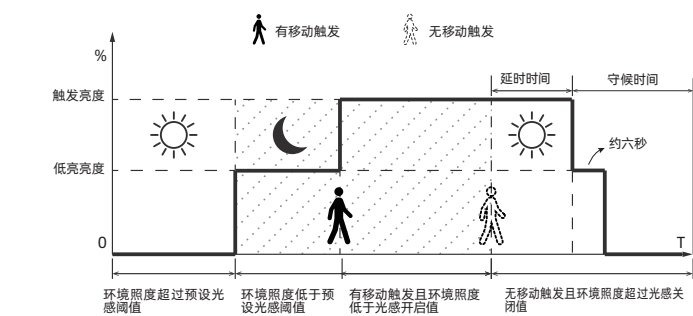 有移动触发
无移动触发
%
延时时间
守候时间
触发亮度
约六秒
低亮亮度
0
T
环境照度超过预设光
感阈值
环境照度低于预
设光感阈值
有移动触发且环境照度
低于光感开启值
无移动触发且环境照度超过光感关
闭值